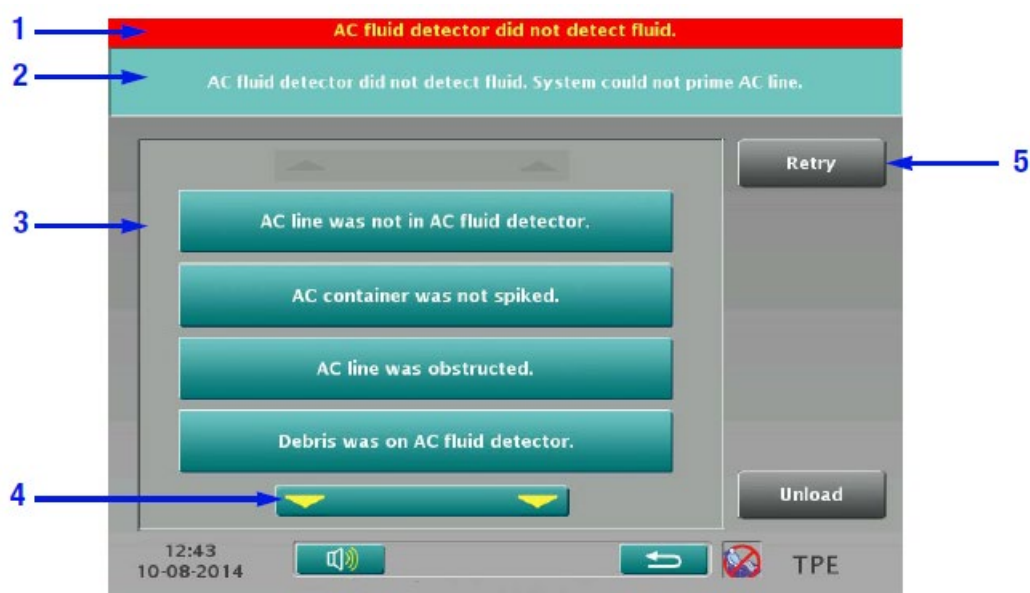 1
AC fluid detector did not detect fluid.
2
AC fluid detector did not detect fluid. System could not prime AC line.
Retry
5
3
AC line was not in AC fluid detector.
AC container was not spiked.
AC line was obstructed.
Debris was on AC fluid detector.
4
Unload
12:43
10-08-2014
TPE